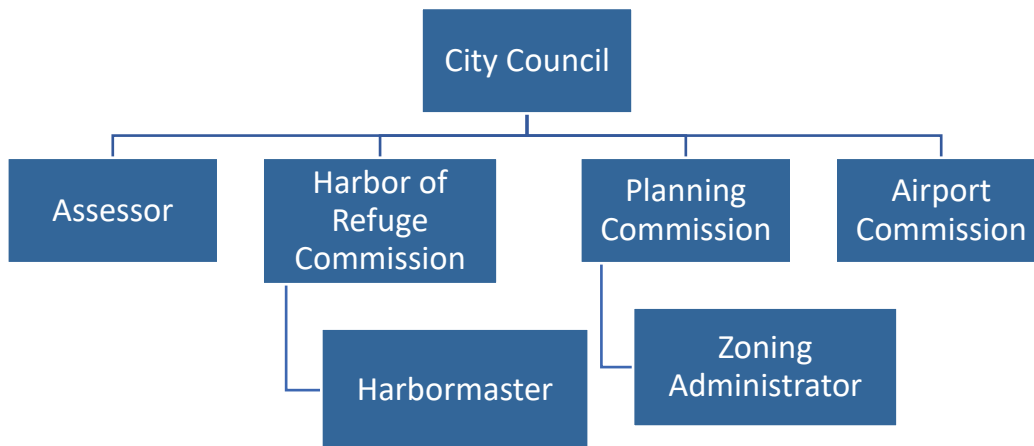 City Council
Assessor
Harbor of
Refuge
Commission
Planning
Commission
Airport
Commission
Harbormaster
Zoning
Administrator